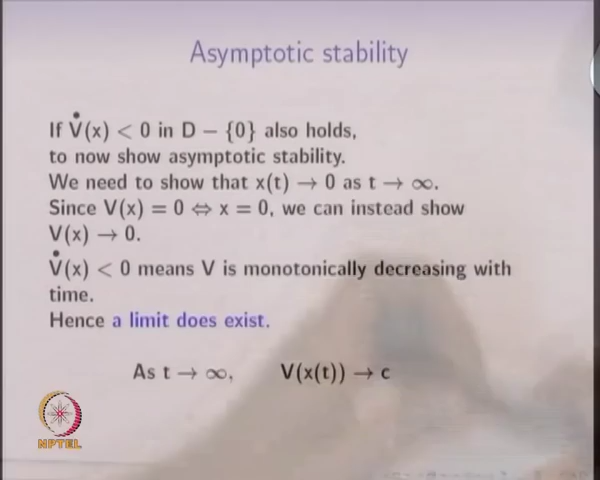 Asymptotic stability
If V̇(x) < 0 in D − {0} also holds,
to now show asymptotic stability.
We need to show that x(t) → 0 as t → ∞.
Since V(x) = 0 ⇔ x = 0, we can instead show
V(x) → 0.
V̇(x) < 0 means V is monotonically decreasing with
time.
Hence a limit does exist.
As t → ∞, V(x(t)) → c
NPTEL